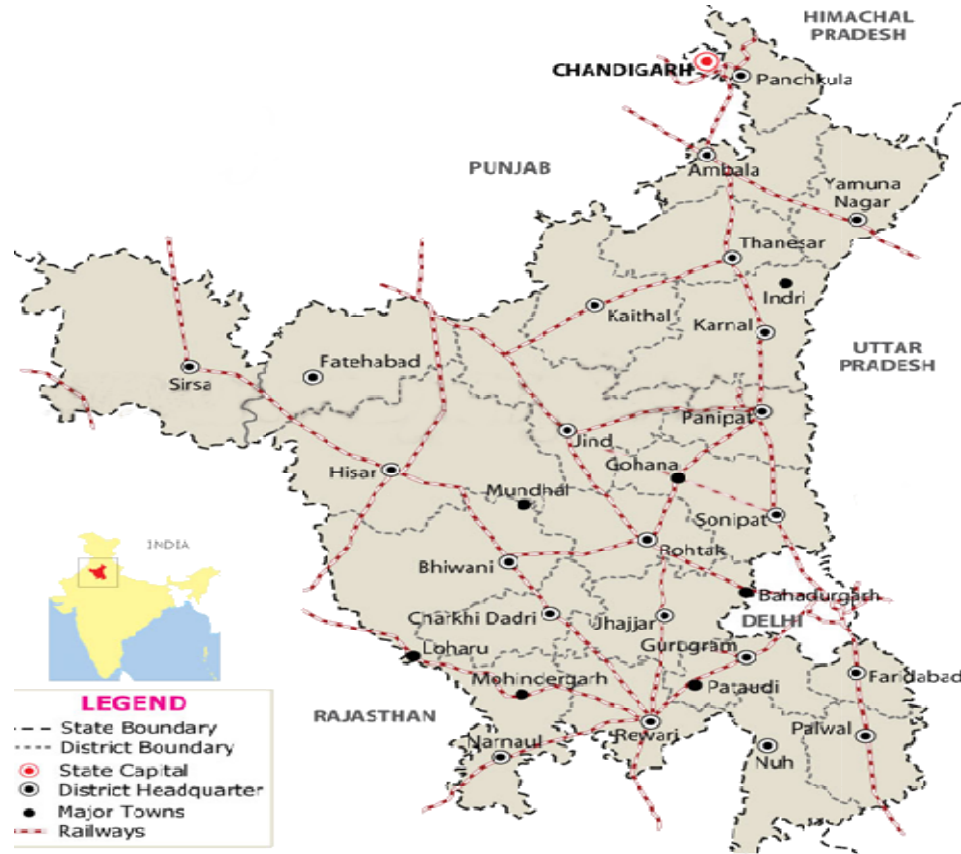 HIMACHAL
PRADESH
CHANDIGARH
Panchkula
PUNJAB
Ambala
Yamuna
Nagar
Thanesar
Indri
Kaithal
Karnal
UTTAR
PRADESH
Fatehabad
Sirsa
Panipat
Jind
Gohana
Hisar
Mundhal
Sonipat
Rohtak
INDIA
Bhiwani
Bahadurgarh
Charkhi Dadri
Jhajjar
DELHI
Gurugram
Loharu
Mohindergarh
Pataudi
Faridabad
LEGEND
State Boundary
District Boundary
State Capital
District Headquarter
Major Towns
Railways
RAJASTHAN
Narnaul
Rewari
Palwal
Nuh